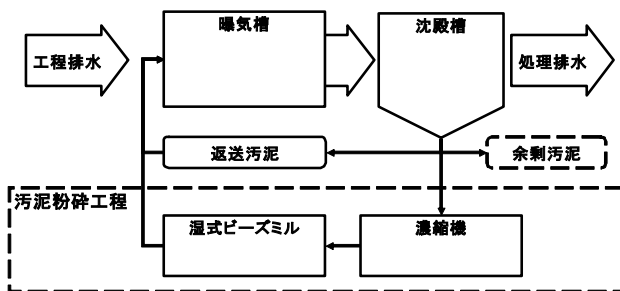 曝気槽
沈殿槽
工程排水
処理排水
返送汚泥
余剰汚泥
汚泥粉砕工程
湿式ビーズミル
濃縮機